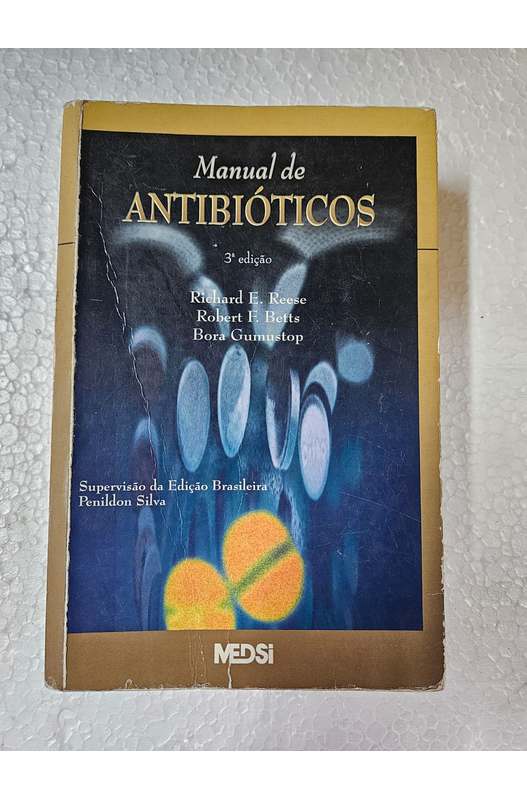 Manual de
ANTIBIÓTICOS
3ª edição
Richard E. Reese
Robert F. Betts
Bora Gumustop
Supervisão da Edição Brasileira
Penildon Silva
MEDSi